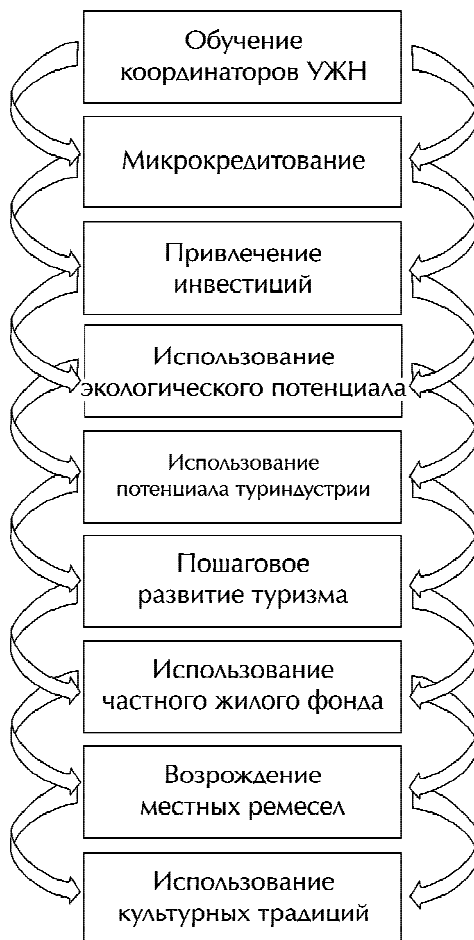 Обучение
координаторов УЖН
Микрокредитование
Привлечение
инвестиций
Использование
экологического потенциала
Использование
потенциала туриндустрии
Пошаговое
развитие туризма
Использование
частного жилого фонда
Возрождение
местных ремесел
Использование
культурных традиций